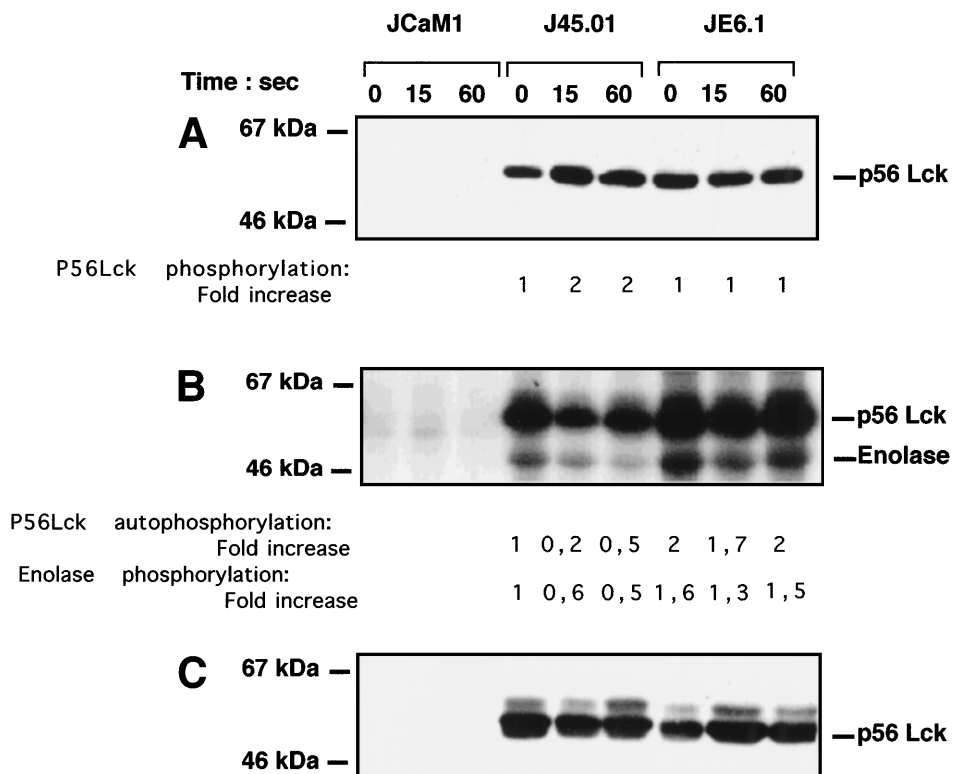 JCaM1 J45.01 JE6.1
Time : sec
0 15 60 0 15 60 0 15 60
A 67 kDa
p56 Lck
46 kDa
P56Lck phosphorylation:
Fold increase 1 2 2 1 1 1
B 67 kDa
p56 Lck
Enolase
46 kDa
P56Lck autophosphorylation:
Fold increase 1 0,2 0,5 2 1,7 2
Enolase phosphorylation:
Fold increase 1 0,6 0,5 1,6 1,3 1,5
C 67 kDa
p56 Lck
46 kDa